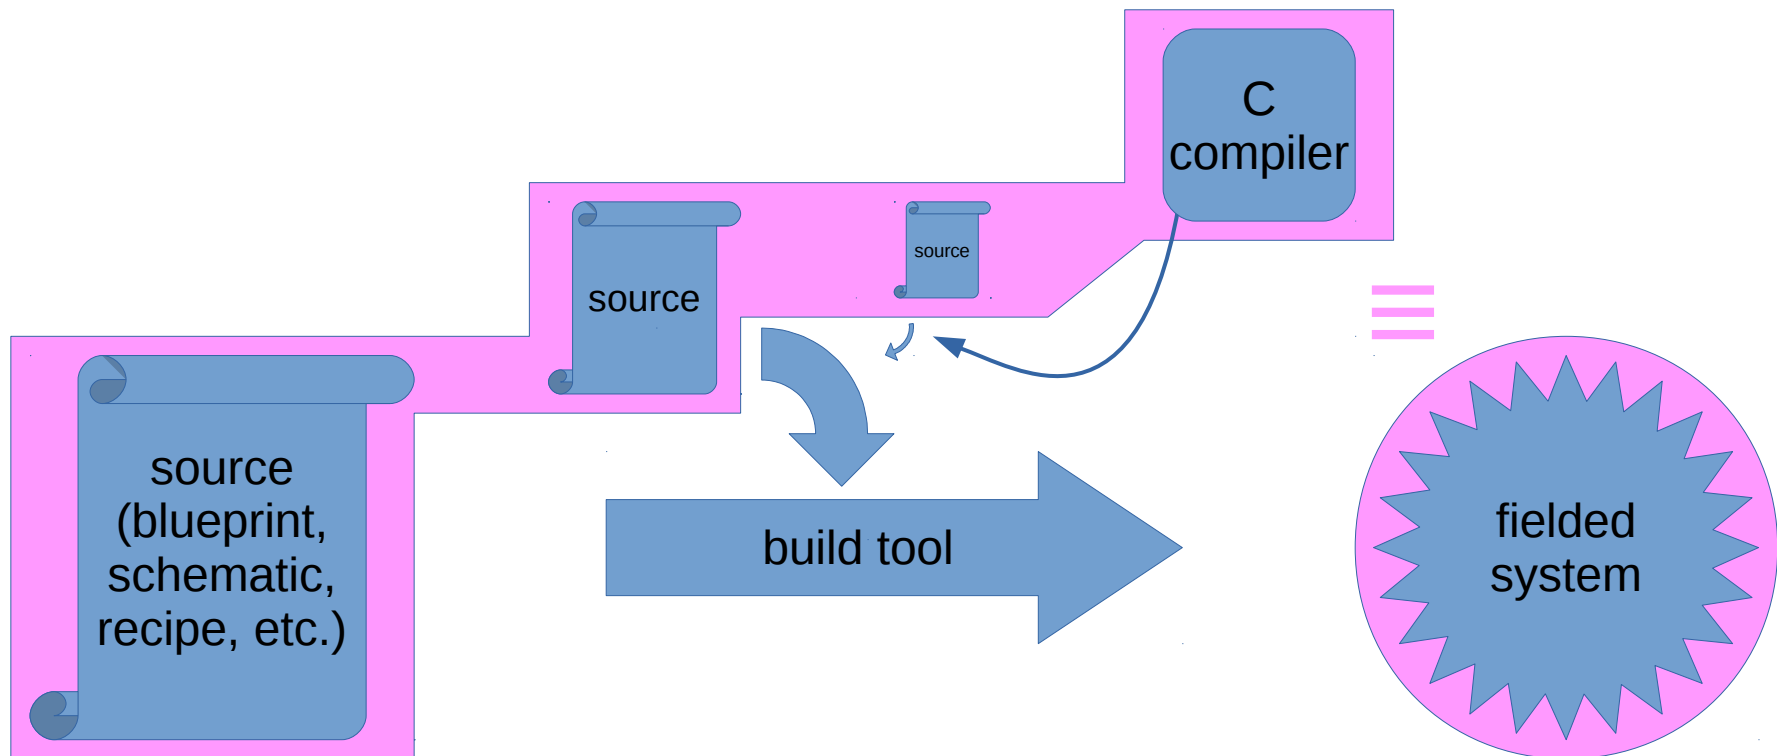 C
compiler
source
source
source
(blueprint,
schematic,
recipe, etc.)
build tool
fielded
system